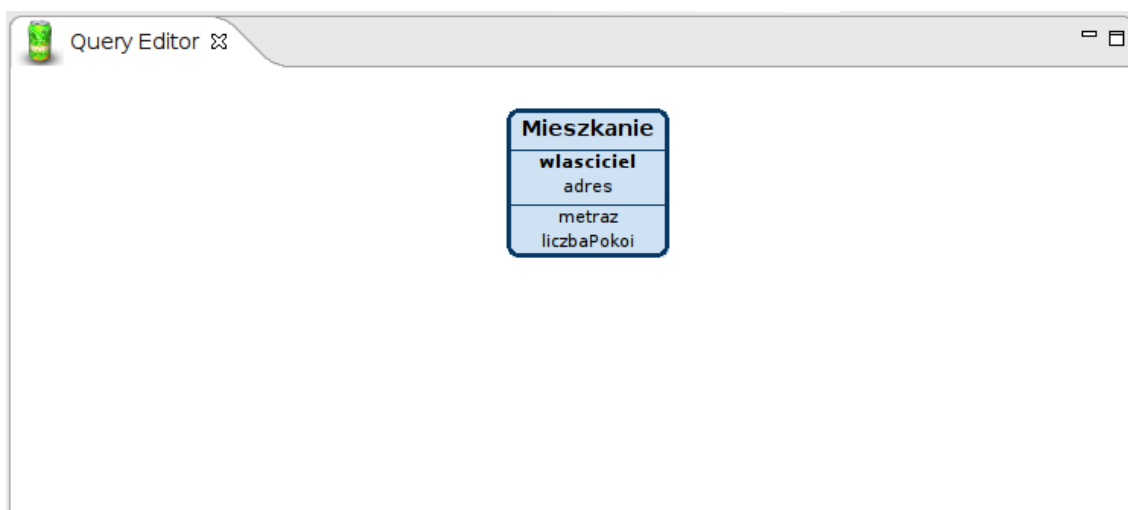 Query Editor
Mieszkanie
wlasciciel
adres
metraz
liczbaPokoi